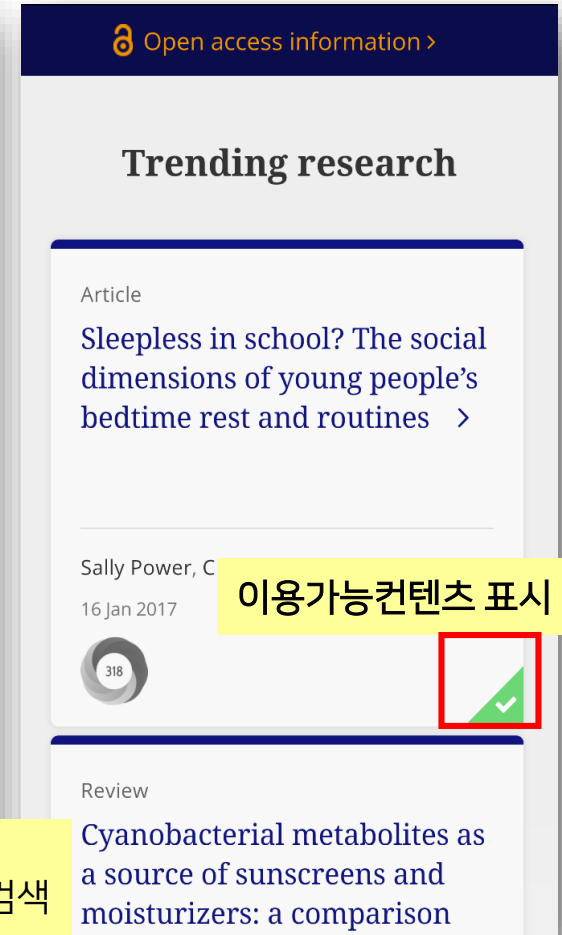 Open access information >
Trending research
Article
Sleepless in school? The social
dimensions of young people’s
bedtime rest and routines >
Sally Power, C
이용가능컨텐츠 표시
16 Jan 2017
318
Review
Cyanobacterial metabolites as
a source of sunscreens and
검색
moisturizers: a comparison